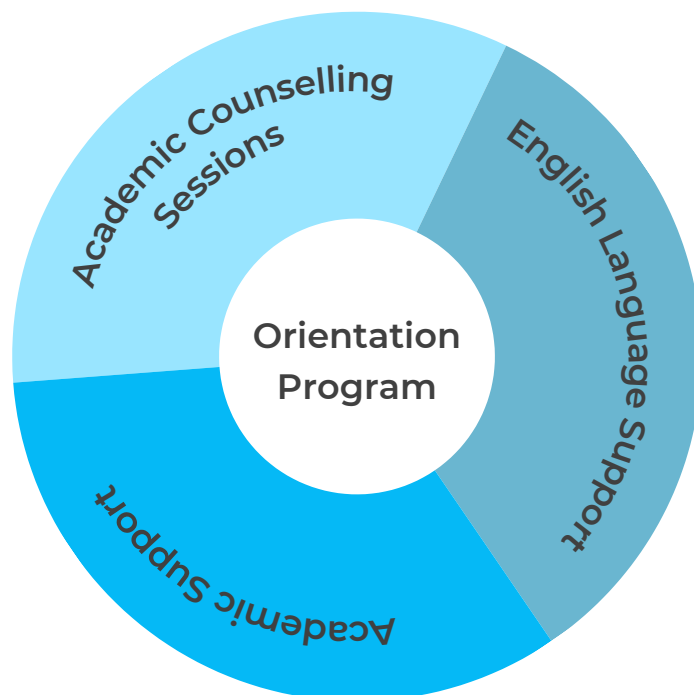 Academic Counselling
Sessions
English Language Support
Academic Support
Orientation
Program